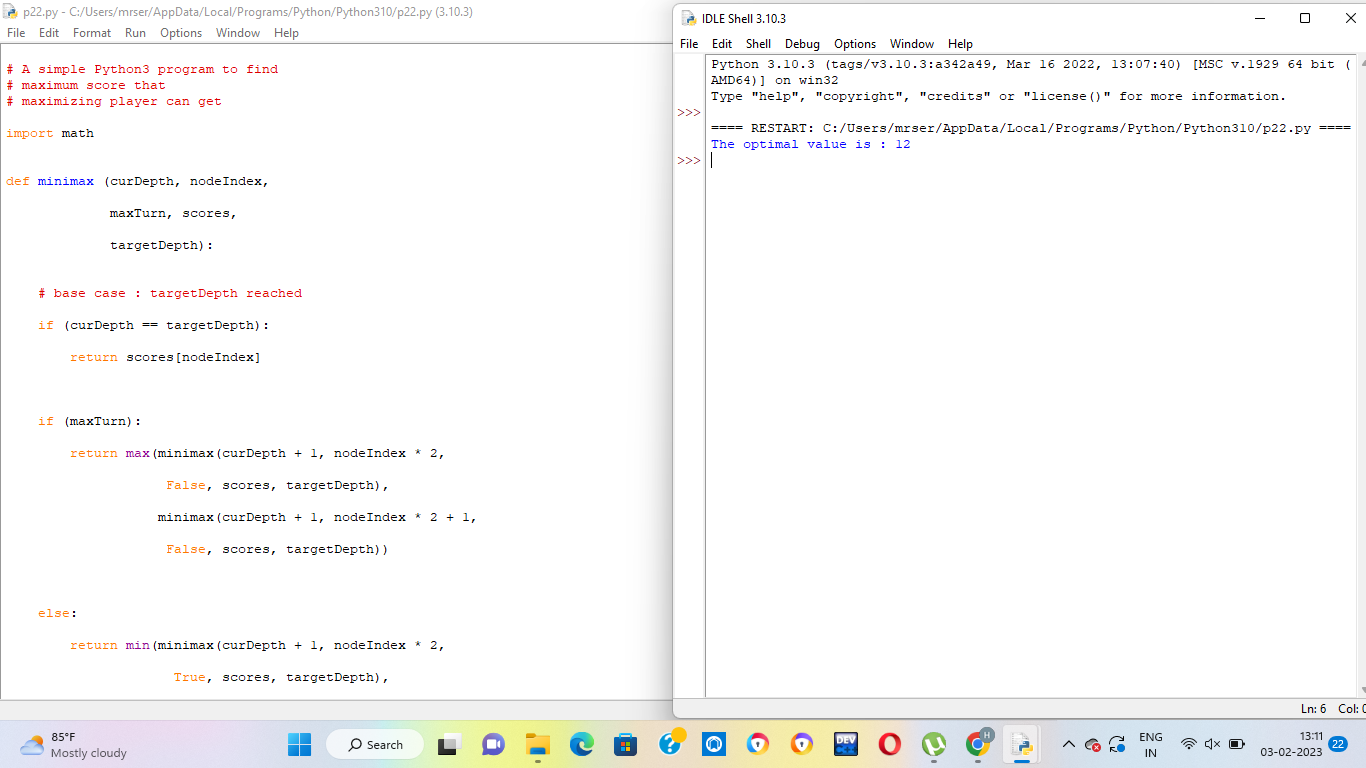 p22.py - C:/Users/mrser/AppData/Local/Programs/Python/Python310/p22.py (3.10.3)
File Edit Format Run Options Window Help
# A simple Python3 program to find
# maximum score that
# maximizing player can get
import math
def minimax (curDepth, nodeIndex,
maxTurn, scores,
targetDepth):
# base case : targetDepth reached
if (curDepth == targetDepth):
return scores[nodeIndex]
if (maxTurn):
return max(minimax(curDepth + 1, nodeIndex * 2,
False, scores, targetDepth),
minimax(curDepth + 1, nodeIndex * 2 + 1,
False, scores, targetDepth))
else:
return min(minimax(curDepth + 1, nodeIndex * 2,
True, scores, targetDepth),
IDLE Shell 3.10.3
File Edit Shell Debug Options Window Help
Python 3.10.3 (tags/v3.10.3:a342a49, Mar 16 2022, 13:07:40) [MSC v.1929 64 bit (
AMD64)] on win32
Type "help", "copyright", "credits" or "license()" for more information.
>>>
==== RESTART: C:/Users/mrser/AppData/Local/Programs/Python/Python310/p22.py ====
The optimal value is : 12
>>>
Ln: 6 Col: 0
85°F
Mostly cloudy
Search
DEV
H
ENG
IN
13:11
03-02-2023
22